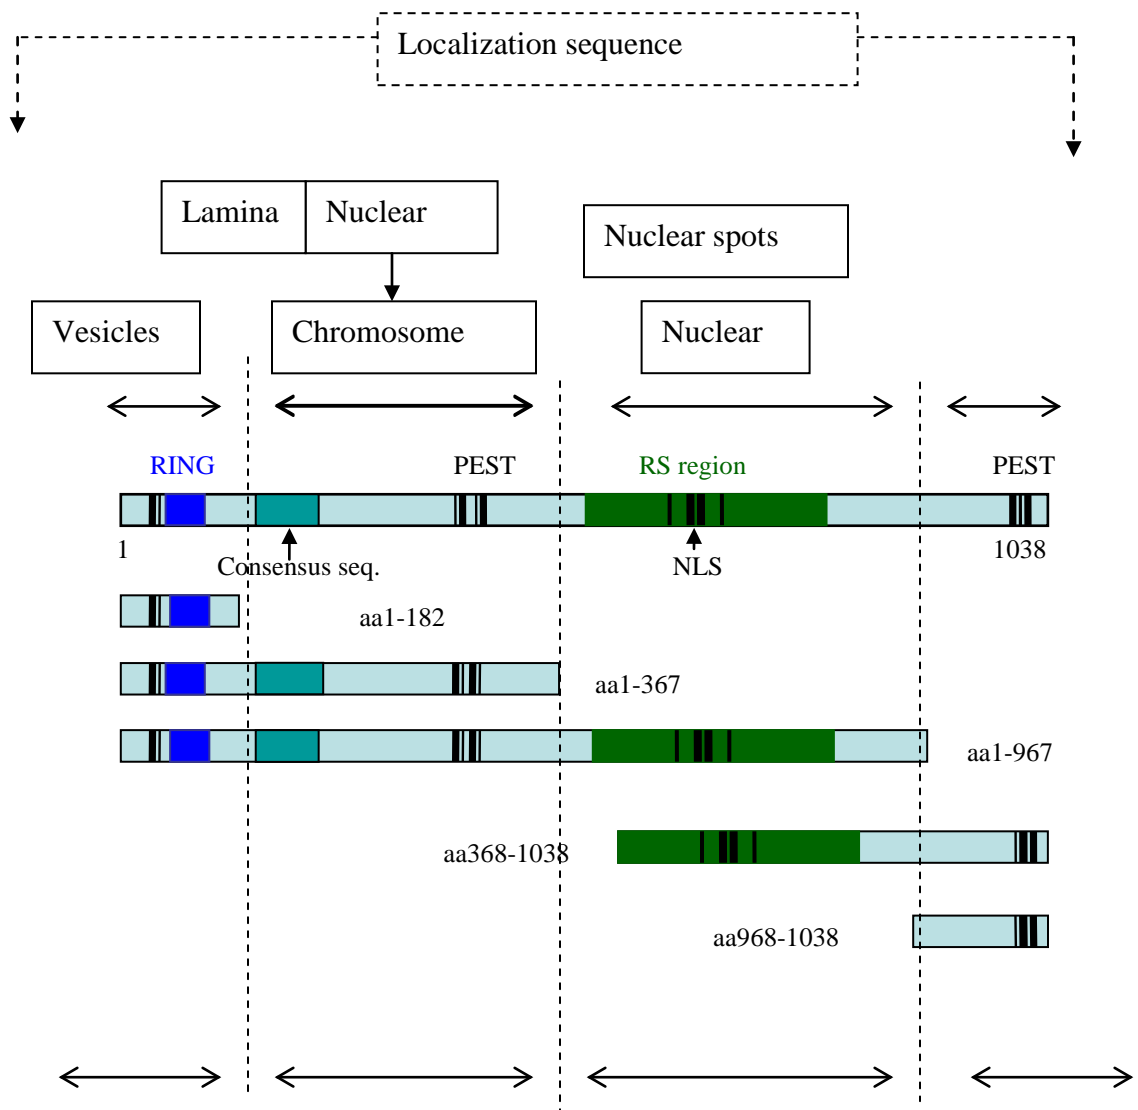 Localization sequence
Lamina Nuclear
Nuclear spots
Vesicles Chromosome Nuclear
RING PEST RS region PEST
1 1038
Consensus seq. NLS
aa1-182
aa1-367
aa1-967
aa368-1038
aa968-1038